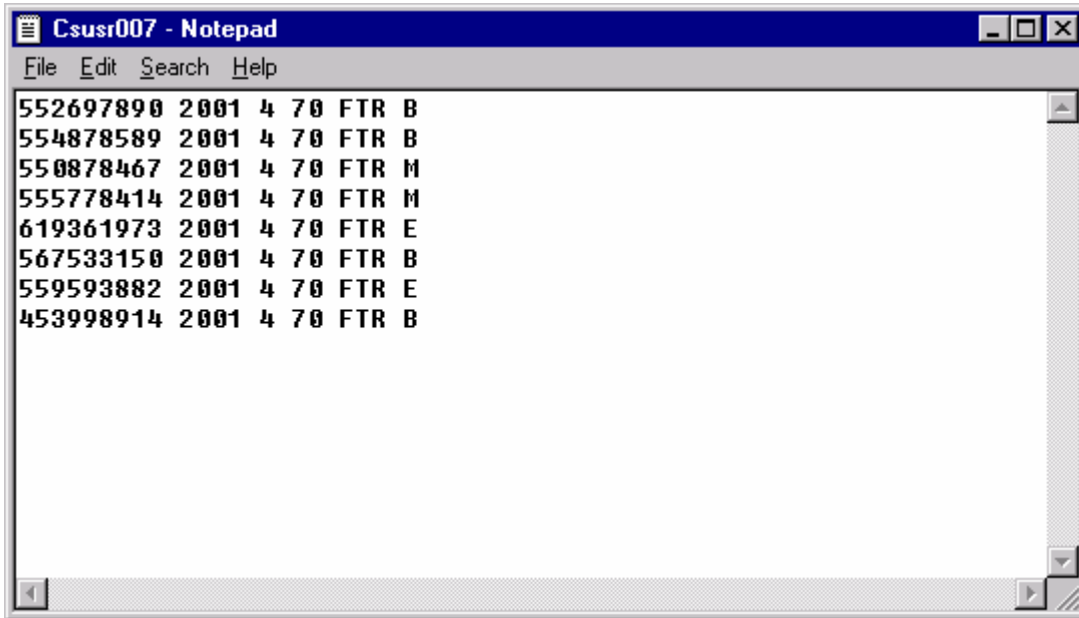 Csusr007 - Notepad
File Edit Search Help
552697890 2001 4 70 FTR B
554878589 2001 4 70 FTR B
550878467 2001 4 70 FTR M
555778414 2001 4 70 FTR M
619361973 2001 4 70 FTR E
567533150 2001 4 70 FTR B
559593882 2001 4 70 FTR E
453998914 2001 4 70 FTR B